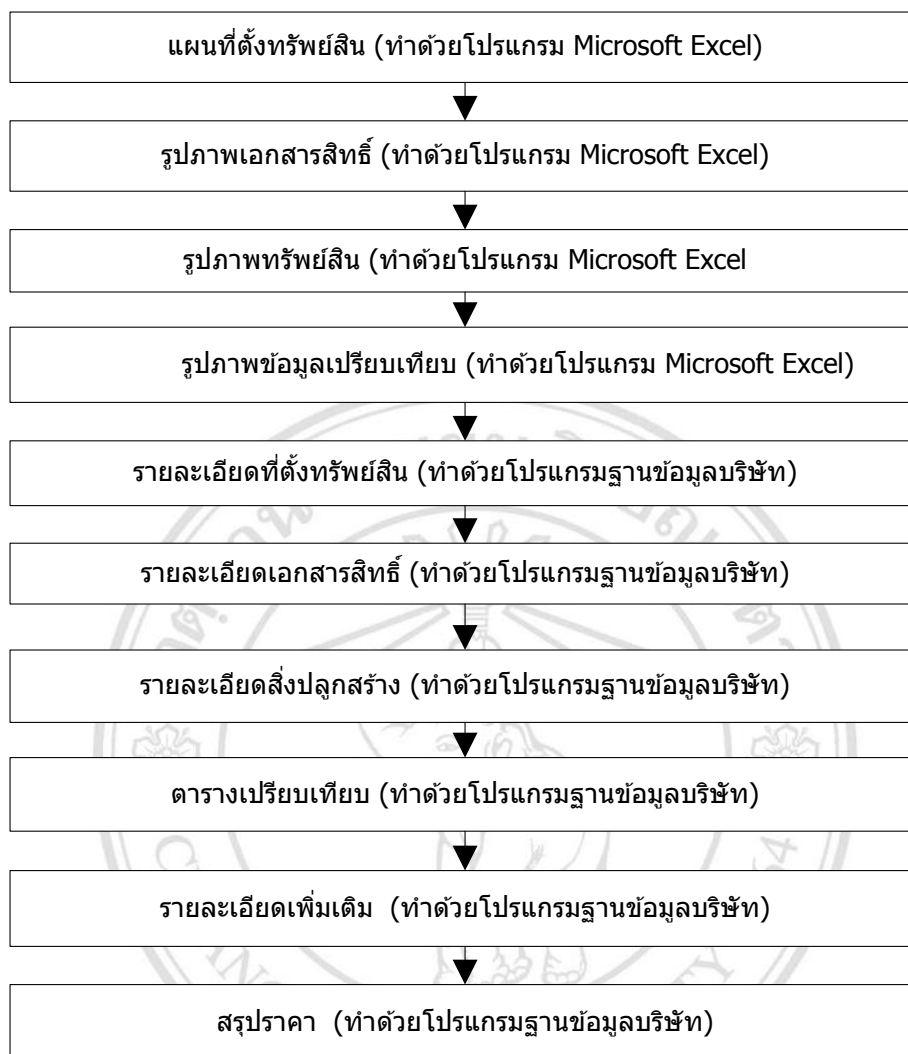 แผนที่ตั้งทรัพย์สิน (ทำด้วยโปรแกรม Microsoft Excel)
รูปภาพเอกสารสิทธิ์ (ทำด้วยโปรแกรม Microsoft Excel)
รูปภาพทรัพย์สิน (ทำด้วยโปรแกรม Microsoft Excel
รูปภาพข้อมูลเปรียบเทียบ (ทำด้วยโปรแกรม Microsoft Excel)
รายละเอียดที่ตั้งทรัพย์สิน (ทำด้วยโปรแกรมฐานข้อมูลบริษัท)
รายละเอียดเอกสารสิทธิ์ (ทำด้วยโปรแกรมฐานข้อมูลบริษัท)
รายละเอียดสิ่งปลูกสร้าง (ทำด้วยโปรแกรมฐานข้อมูลบริษัท)
ตารางเปรียบเทียบ (ทำด้วยโปรแกรมฐานข้อมูลบริษัท)
รายละเอียดเพิ่มเติม (ทำด้วยโปรแกรมฐานข้อมูลบริษัท)
สรุปราคา (ทำด้วยโปรแกรมฐานข้อมูลบริษัท)